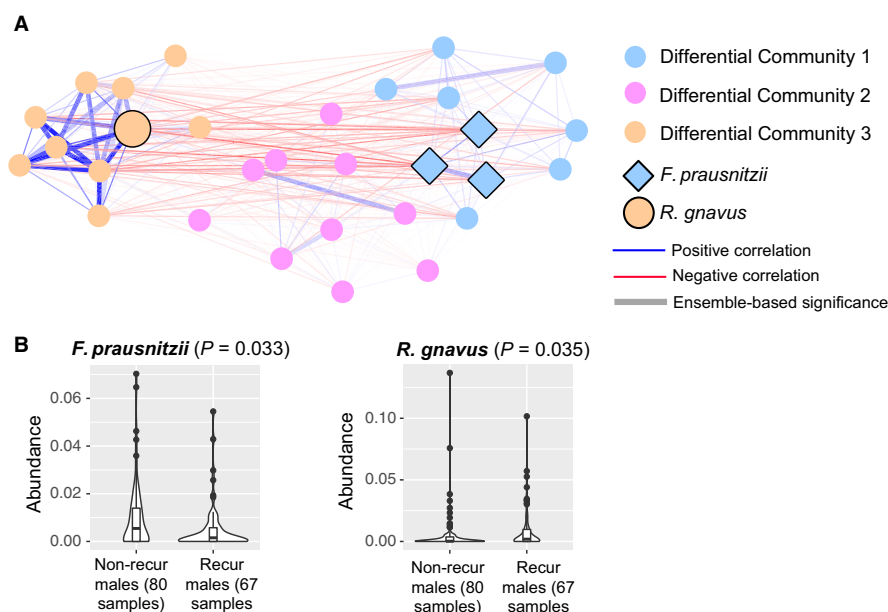 A
Differential Community 1
Differential Community 2
Differential Community 3
F. prausnitzii
R. gnavus
Positive correlation
Negative correlation
Ensemble-based significance
B
F. prausnitzii (P = 0.033)
Abundance
0.06
0.04
0.02
0.00
Non-recur
males (80
samples)
Recur
males (67
samples
R. gnavus (P = 0.035)
Abundance
0.10
0.05
0.00
Non-recur
males (80
samples)
Recur
males (67
samples